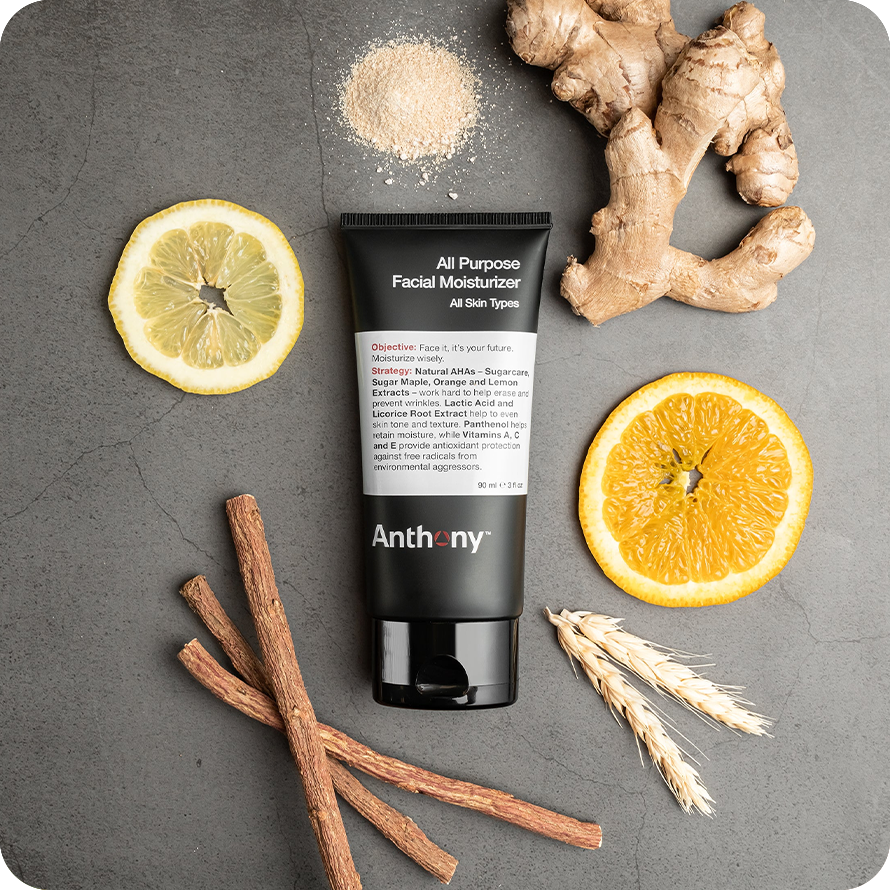 All Purpose
Facial Moisturizer
All Skin Types
Objective: Face it, it's your future.
Moisturize wisely.
Strategy: Natural AHAs – Sugarcare,
Sugar Maple, Orange and Lemon
Extracts – work hard to help erase and
prevent wrinkles. Lactic Acid and
Licorice Root Extract help to even
skin tone and texture. Panthenol helps
retain moisture, while Vitamins A, C
and E provide antioxidant protection
against free radicals from
environmental aggressors.
90 ml e 3 fl oz
Anthony™